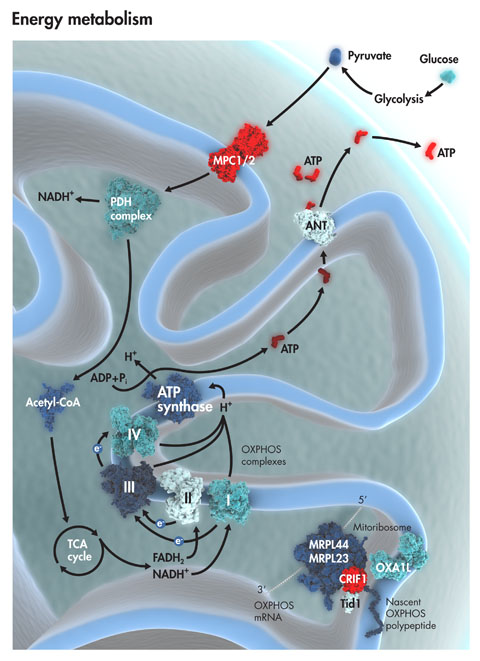 Energy metabolism
Pyruvate
Glucose
Glycolysis
MPC1/2
ATP
ATP
NADH⁺
PDH
complex
ANT
H⁺
ATP
ADP+Pᵢ
ATP
synthase
Acetyl-CoA
H⁺
IV
OXPHOS
complexes
e⁻
III
II
I
e⁻
e⁻
5’
Mitoribosome
TCA
cycle
FADH₂
NADH⁺
MRPL44
MRPL23
OXA1L
CRIF1
3’
Tid1
OXPHOS
mRNA
Nascent
OXPHOS
polypeptide